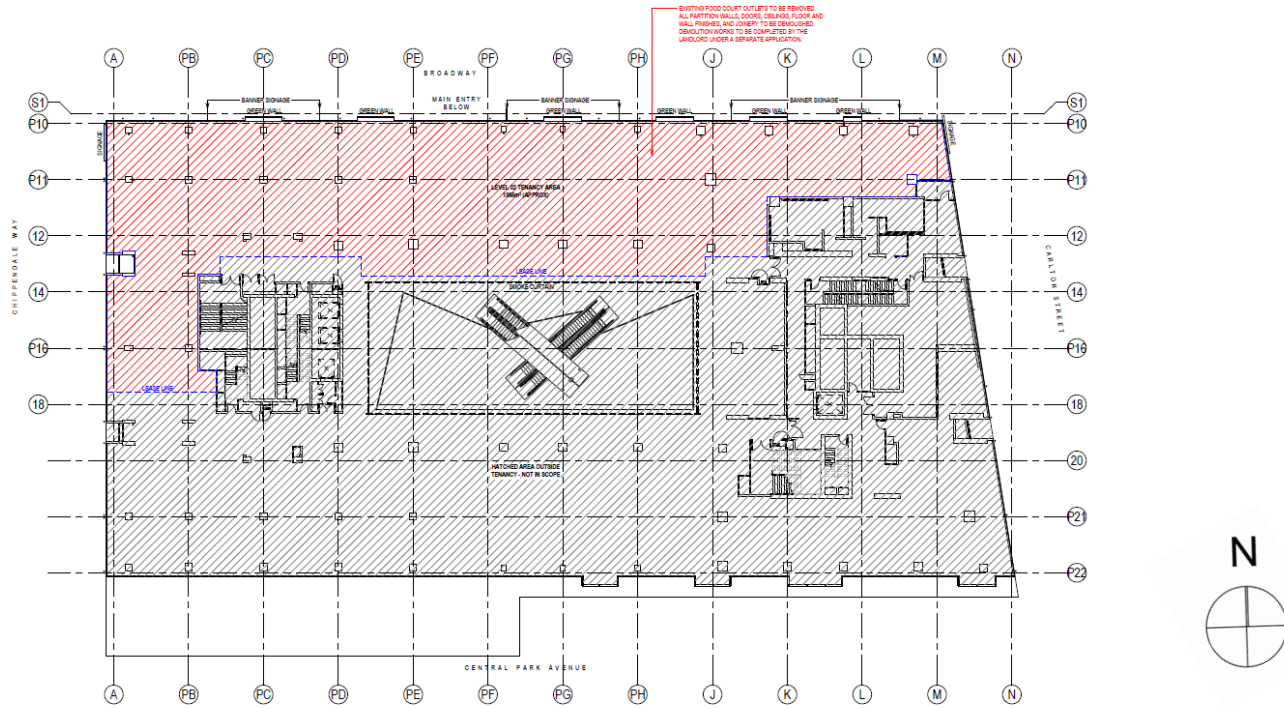 EXISTING FOOD COURT OUTLETS TO BE REMOVED.
ALL PARTITION WALLS, DOORS, CEILINGS, FLOOR AND
WALL FINISHES, AND JOINERY TO BE DEMOLISHED.
DEMOLITION WORKS TO BE COMPLETED BY THE
LANDLORD UNDER A SEPARATE APPLICATION.
A PB PC PD PE PF PG PH J K L M N
BROADWAY
MAIN ENTRY
BELOW
BANNER SIGNAGE BANNER SIGNAGE BANNER SIGNAGE
GREEN WALL GREEN WALL GREEN WALL GREEN WALL GREEN WALL GREEN WALL
S1 S1
P10 P10
SIGNAGE SIGNAGE
P11 P11
LEVEL 02 TENANCY AREA
(APPROX)
12 12
CHIPPENDALE WAY
CARLTON STREET
LEASE LINE
SMOKE CURTAIN
14 14
P16 P16
LEASE LINE
18 18
HATCHED AREA OUTSIDE
TENANCY - NOT IN SCOPE
20
P21
P22
N
CENTRAL PARK AVENUE
A PB PC PD PE PF PG PH J K L M N